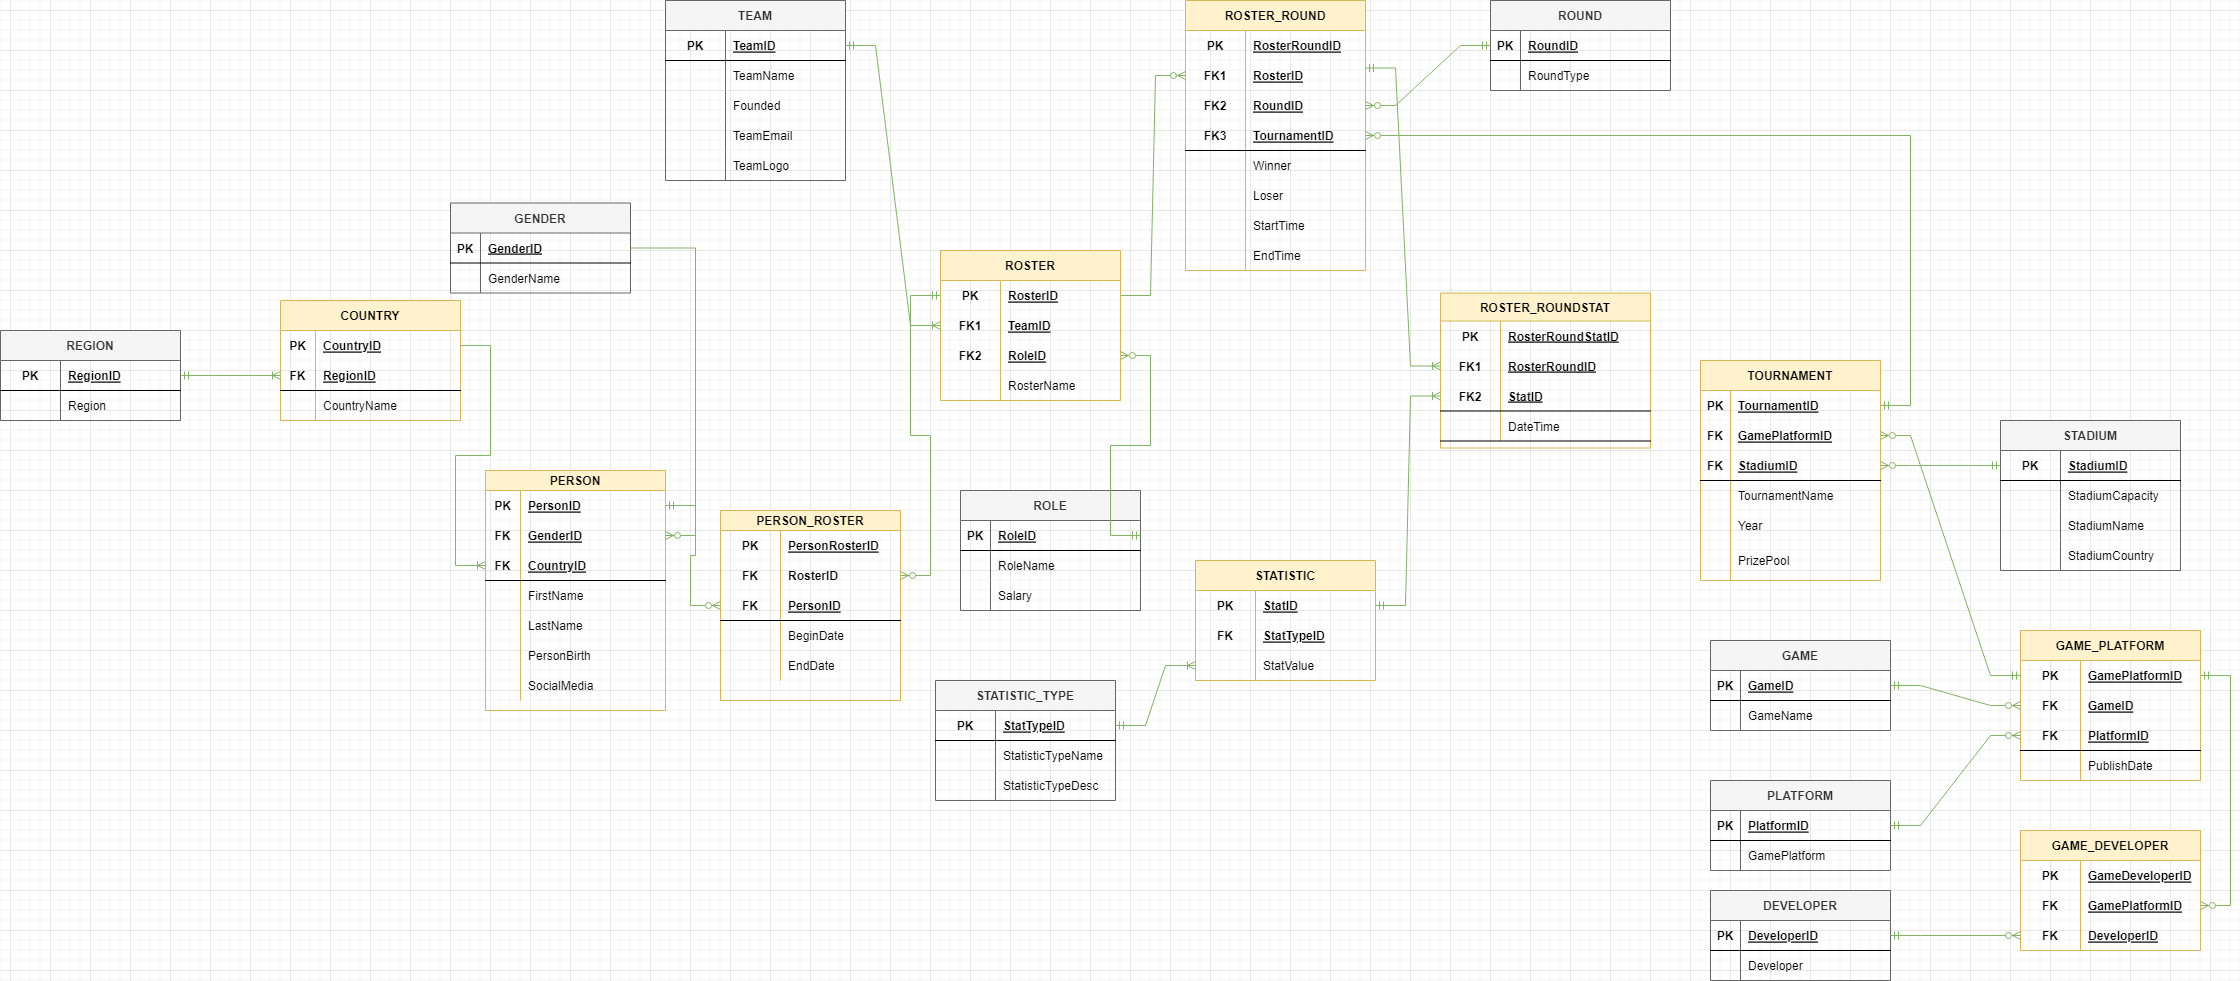 TEAM
PK TeamID
TeamName
Founded
TeamEmail
TeamLogo
ROSTER_ROUND
PK RosterRoundID
FK1 RosterID
FK2 RoundID
FK3 TournamentID
Winner
Loser
StartTime
EndTime
ROUND
PK RoundID
RoundType
GENDER
PK GenderID
GenderName
ROSTER
PK RosterID
FK1 TeamID
FK2 RoleID
RosterName
ROSTER_ROUNDSTAT
PK RosterRoundStatID
FK1 RosterRoundID
FK2 StatID
DateTime
COUNTRY
PK CountryID
FK RegionID
CountryName
REGION
PK RegionID
Region
TOURNAMENT
PK TournamentID
FK GamePlatformID
FK StadiumID
TournamentName
Year
PrizePool
STADIUM
PK StadiumID
StadiumCapacity
StadiumName
StadiumCountry
PERSON
PK PersonID
FK GenderID
FK CountryID
FirstName
LastName
PersonBirth
SocialMedia
PERSON_ROSTER
PK PersonRosterID
FK RosterID
FK PersonID
BeginDate
EndDate
ROLE
PK RoleID
RoleName
Salary
STATISTIC
PK StatID
FK StatTypeID
StatValue
STATISTIC_TYPE
PK StatTypeID
StatisticTypeName
StatisticTypeDesc
GAME
PK GameID
GameName
GAME_PLATFORM
PK GamePlatformID
FK GameID
FK PlatformID
PublishDate
PLATFORM
PK PlatformID
GamePlatform
GAME_DEVELOPER
PK GameDeveloperID
FK GamePlatformID
FK DeveloperID
DEVELOPER
PK DeveloperID
Developer